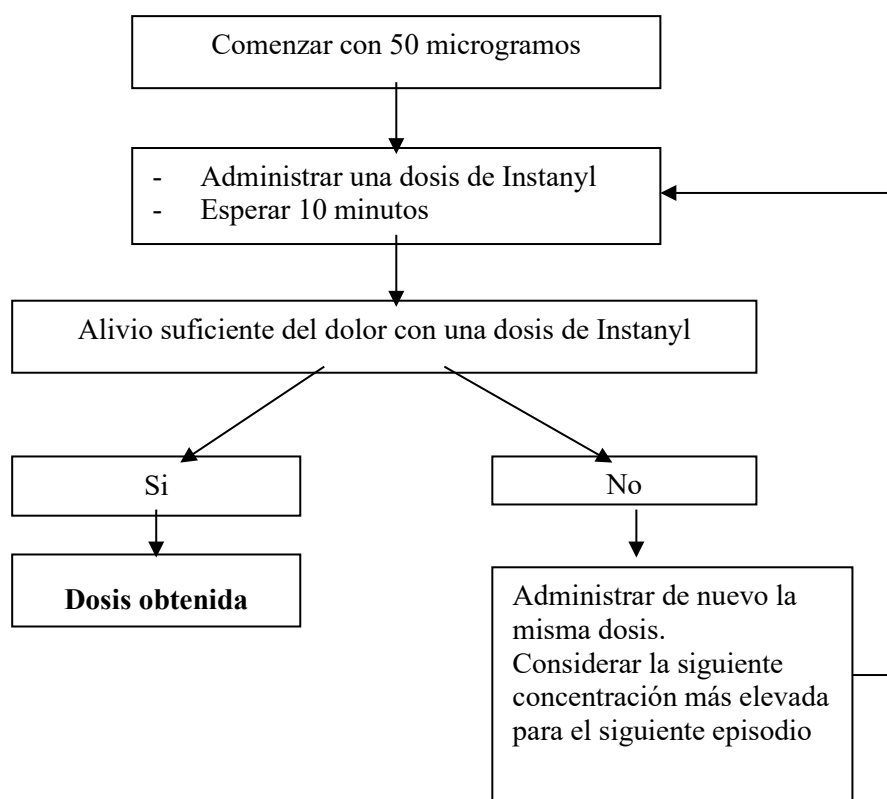 Comenzar con 50 microgramos
- Administrar una dosis de Instanyl
- Esperar 10 minutos
Alivio suficiente del dolor con una dosis de Instanyl
Si
No
Dosis obtenida
Administrar de nuevo la
misma dosis.
Considerar la siguiente
concentración más elevada
para el siguiente episodio